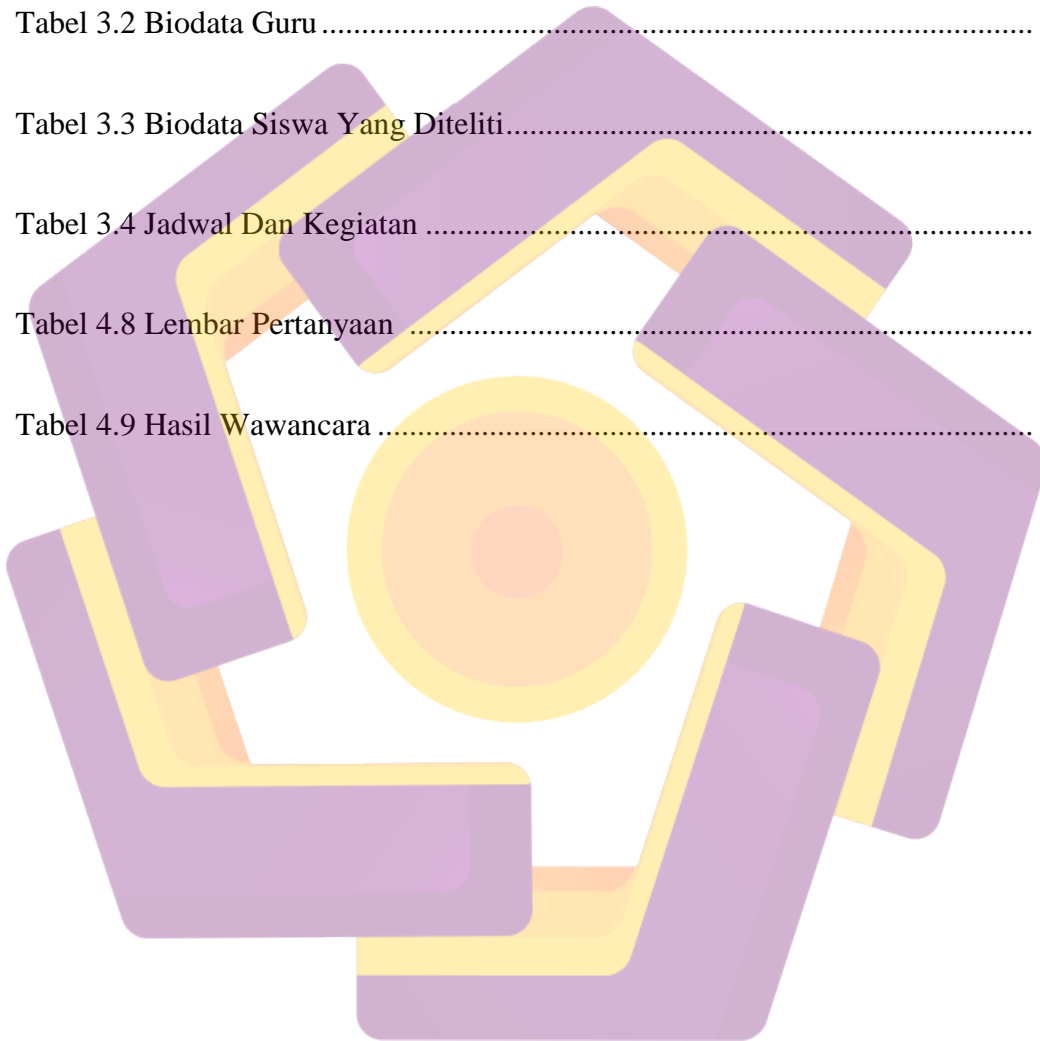 Tabel 3.2 Biodata Guru ....................................................................................
Tabel 3.3 Biodata Siswa Yang Diteliti..............................................................
Tabel 3.4 Jadwal Dan Kegiatan .......................................................................
Tabel 4.8 Lembar Pertanyaan .........................................................................
Tabel 4.9 Hasil Wawancara .............................................................................